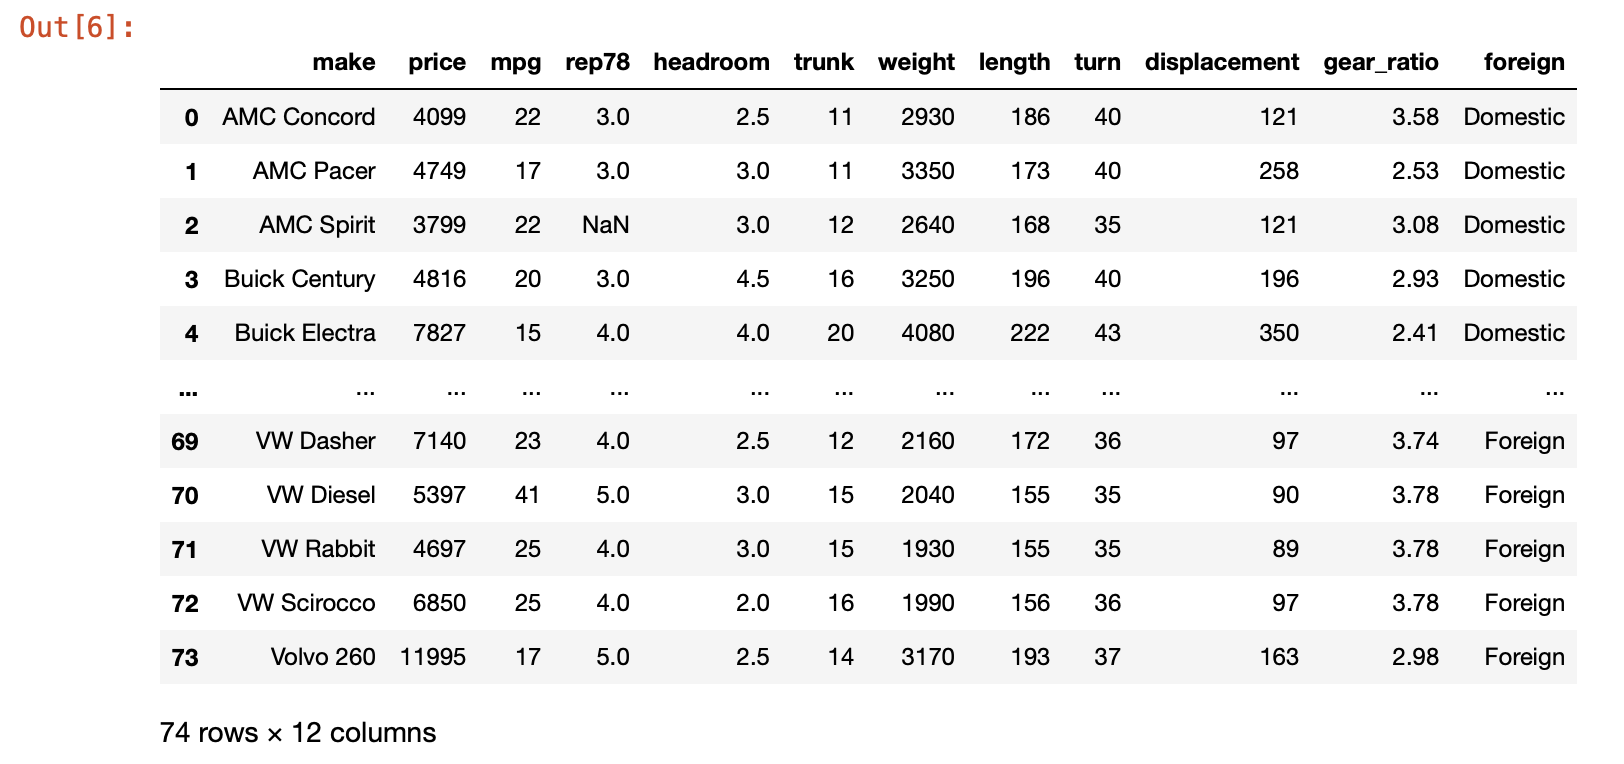 Out[6]:
make price mpg rep78 headroom trunk weight length turn displacement gear_ratio foreign
0 AMC Concord 4099 22 3.0 2.5 11 2930 186 40 121 3.58 Domestic
1 AMC Pacer 4749 17 3.0 3.0 11 3350 173 40 258 2.53 Domestic
2 AMC Spirit 3799 22 NaN 3.0 12 2640 168 35 121 3.08 Domestic
3 Buick Century 4816 20 3.0 4.5 16 3250 196 40 196 2.93 Domestic
4 Buick Electra 7827 15 4.0 4.0 20 4080 222 43 350 2.41 Domestic
... ... ... ... ... ... ... ... ... ... ... ... ...
69 VW Dasher 7140 23 4.0 2.5 12 2160 172 36 97 3.74 Foreign
70 VW Diesel 5397 41 5.0 3.0 15 2040 155 35 90 3.78 Foreign
71 VW Rabbit 4697 25 4.0 3.0 15 1930 155 35 89 3.78 Foreign
72 VW Scirocco 6850 25 4.0 2.0 16 1990 156 36 97 3.78 Foreign
73 Volvo 260 11995 17 5.0 2.5 14 3170 193 37 163 2.98 Foreign
74 rows × 12 columns